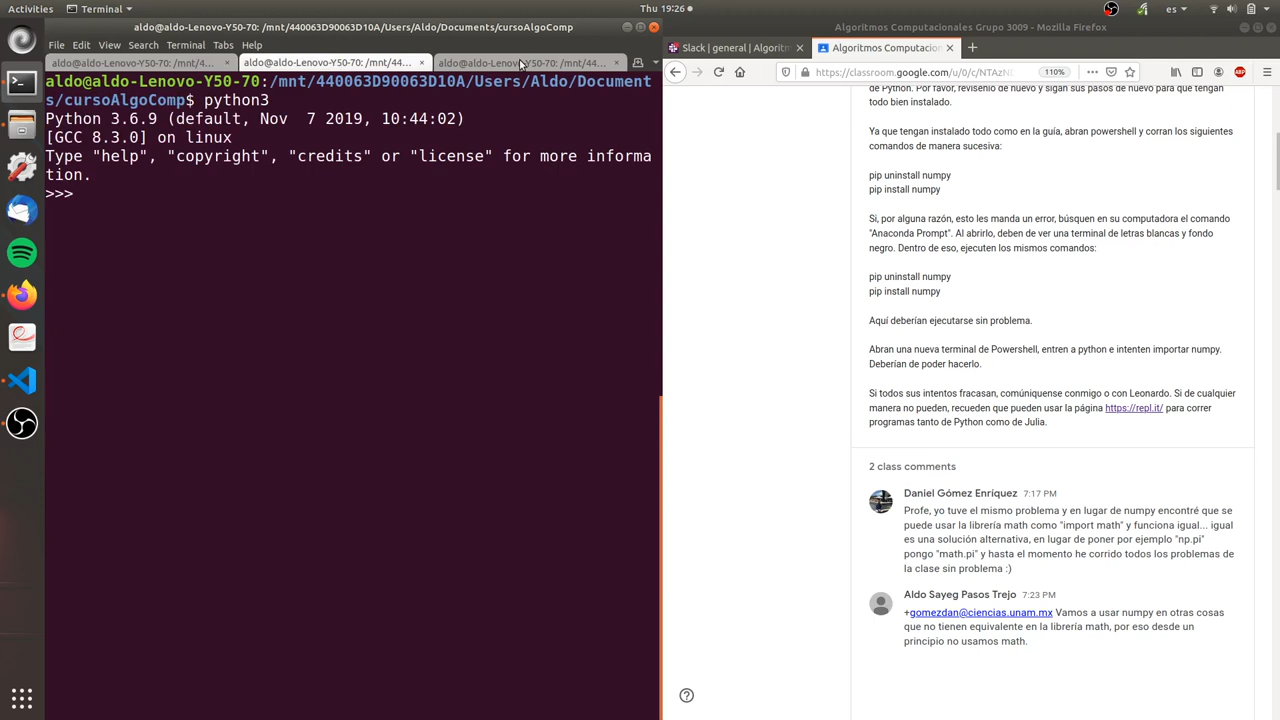 Activities
Terminal
Thu 19:26
es
aldo@aldo-Lenovo-Y50-70: /mnt/440063D90063D10A/Users/Aldo/Documents/cursoAlgoComp
File Edit View Search Terminal Tabs Help
aldo@aldo-Lenovo-Y50-70: /mnt/4...
aldo@aldo-Lenovo-Y50-70: /mnt/44...
aldo@aldo-Lenovo-Y50-70: /mnt/44...
aldo@aldo-Lenovo-Y50-70:/mnt/440063D90063D10A/Users/Aldo/Document
s/cursoAlgoComp$ python3
Python 3.6.9 (default, Nov  7 2019, 10:44:02)
[GCC 8.3.0] on linux
Type "help", "copyright", "credits" or "license" for more informa
tion.
>>>
Algoritmos Computacionales Grupo 3009 - Mozilla Firefox
Slack | general | Algoritm
Algoritmos Computacion
https://classroom.google.com/u/0/c/NTAzN
110%
ABP
de Python. Por favor, revísenlo de nuevo y sigan sus pasos de nuevo para que tengan
todo bien instalado.
Ya que tengan instalado todo como en la guía, abran powershell y corran los siguientes
comandos de manera sucesiva:
pip uninstall numpy
pip install numpy
Si, por alguna razón, esto les manda un error, búsquen en su computadora el comando
"Anaconda Prompt". Al abrirlo, deben de ver una terminal de letras blancas y fondo
negro. Dentro de eso, ejecuten los mismos comandos:
pip uninstall numpy
pip install numpy
Aquí deberían ejecutarse sin problema.
Abran una nueva terminal de Powershell, entren a python e intenten importar numpy.
Deberían de poder hacerlo.
Si todos sus intentos fracasan, comúniquense conmigo o con Leonardo. Si de cualquier
manera no pueden, recueden que pueden usar la página https://repl.it/ para correr
programas tanto de Python como de Julia.
2 class comments
Daniel Gómez Enríquez 7:17 PM
Profe, yo tuve el mismo problema y en lugar de numpy encontré que se
puede usar la librería math como "import math" y funciona igual... igual
es una solución alternativa, en lugar de poner por ejemplo "np.pi"
pongo "math.pi" y hasta el momento he corrido todos los problemas de
la clase sin problema :)
Aldo Sayeg Pasos Trejo 7:23 PM
+gomezdan@ciencias.unam.mx Vamos a usar numpy en otras cosas
que no tienen equivalente en la librería math, por eso desde un
principio no usamos math.